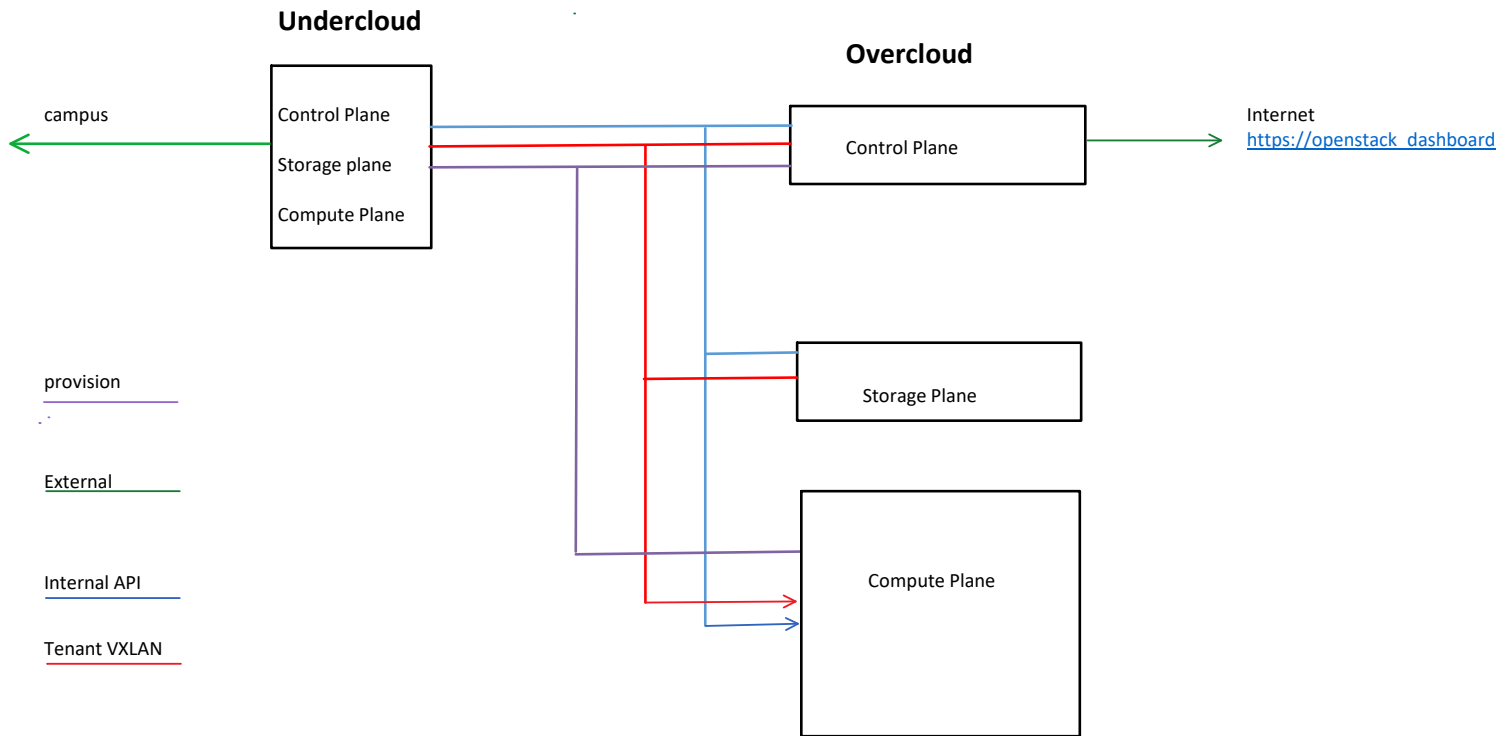 Undercloud
Overcloud
campus
Control Plane
Storage plane
Compute Plane
Control Plane
Internet
https://openstack_dashboard
Storage Plane
provision
External
Compute Plane
Internal API
Tenant VXLAN